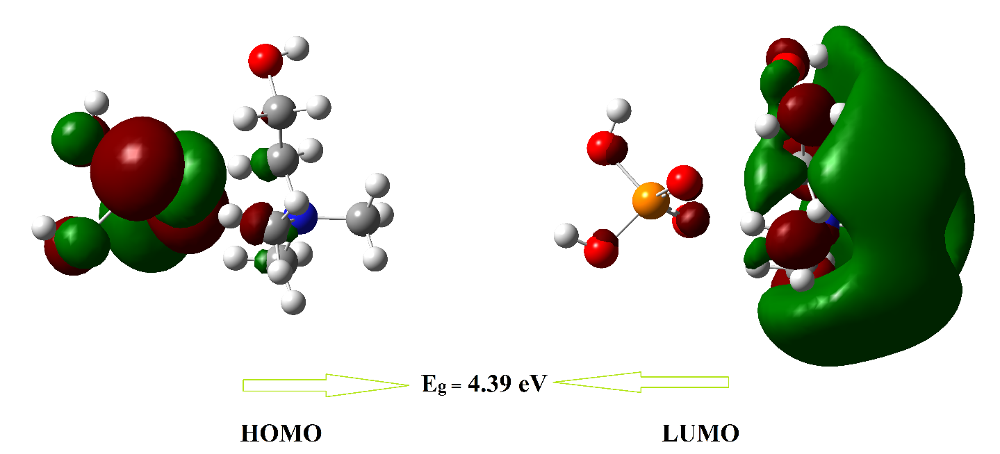 Eg = 4.39 eV
HOMO
LUMO